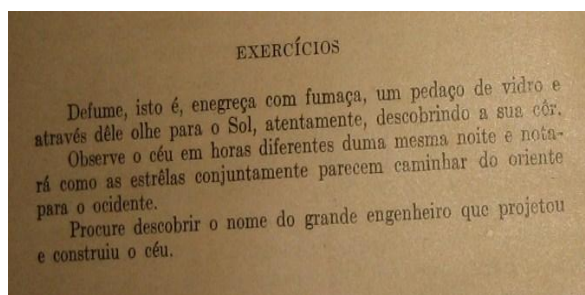 EXERCÍCIOS
Defume, isto é, enegreça com fumaça, um pedaço de vidro e
através dêle olhe para o Sol, atentamente, descobrindo a sua côr.
Observe o céu em horas diferentes duma mesma noite e nota-
rá como as estrêlas conjuntamente parecem caminhar do oriente
para o ocidente.
Procure descobrir o nome do grande engenheiro que projetou
e construiu o céu.